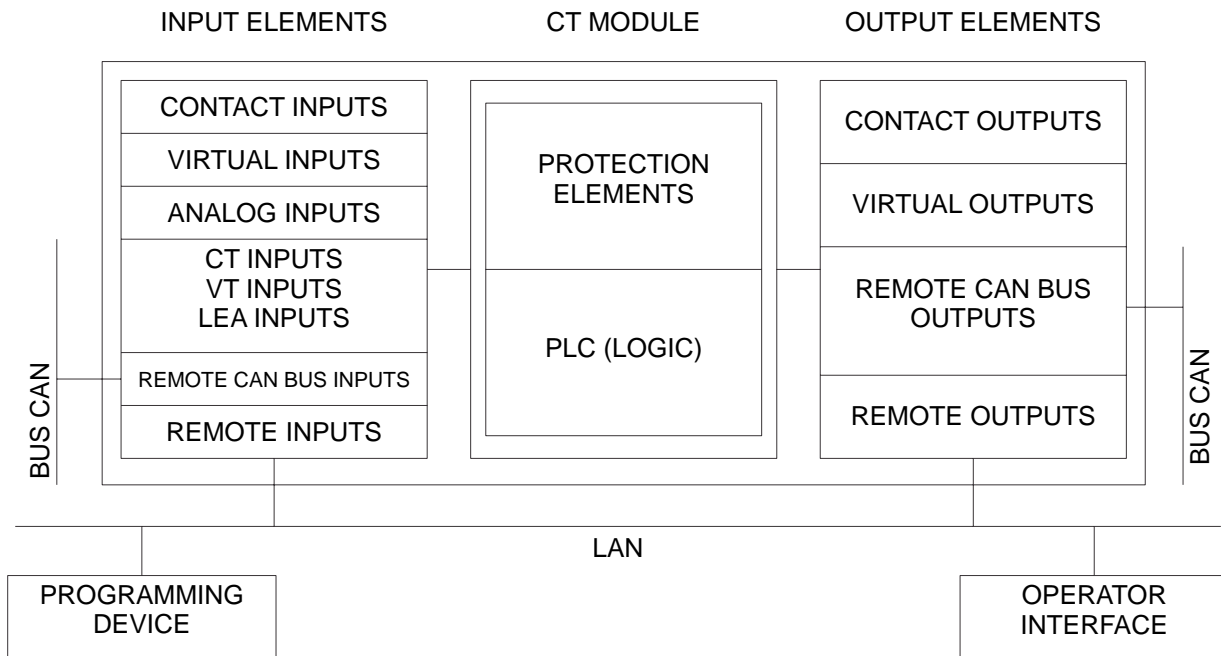 INPUT ELEMENTS
CT MODULE
OUTPUT ELEMENTS
CONTACT INPUTS
VIRTUAL INPUTS
ANALOG INPUTS
CT INPUTS
VT INPUTS
LEA INPUTS
REMOTE CAN BUS INPUTS
REMOTE INPUTS
PROTECTION
ELEMENTS
PLC (LOGIC)
CONTACT OUTPUTS
VIRTUAL OUTPUTS
REMOTE CAN BUS
OUTPUTS
REMOTE OUTPUTS
BUS CAN
BUS CAN
LAN
PROGRAMMING
DEVICE
OPERATOR
INTERFACE